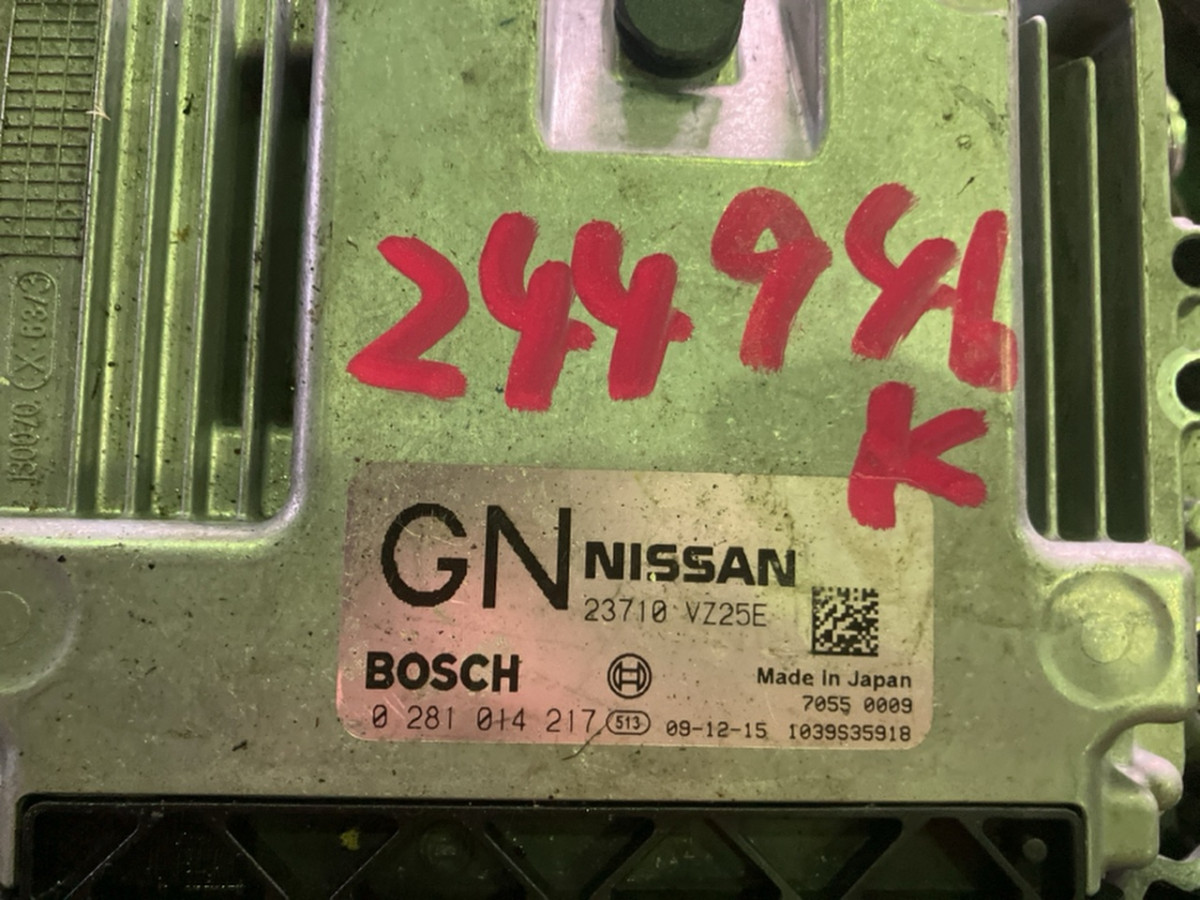 244946
K
GN NISSAN
23710 VZ25E
BOSCH
Made in Japan
7055 0009
0 281 014 217 513 09-12-15 1039S35918